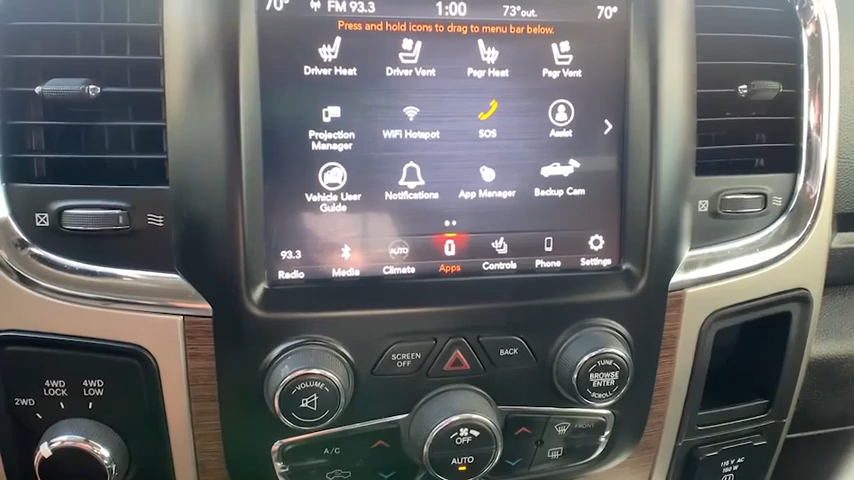 70° FM 93.3 1:00 73° out. 70°
Press and hold icons to drag to menu bar below.
Driver Heat Driver Vent Psgr Heat Psgr Vent
Projection Manager WiFi Hotspot SOS Assist
Vehicle User Guide Notifications App Manager Backup Cam
93.3 AUTO
Radio Media Climate Apps Controls Phone Settings
SCREEN OFF BACK
VOLUME
TUNE
BROWSE
ENTER
SCROLL
2WD 4WD LOCK 4WD LOW
A/C
OFF
AUTO
FRONT
115 V AC
150 W